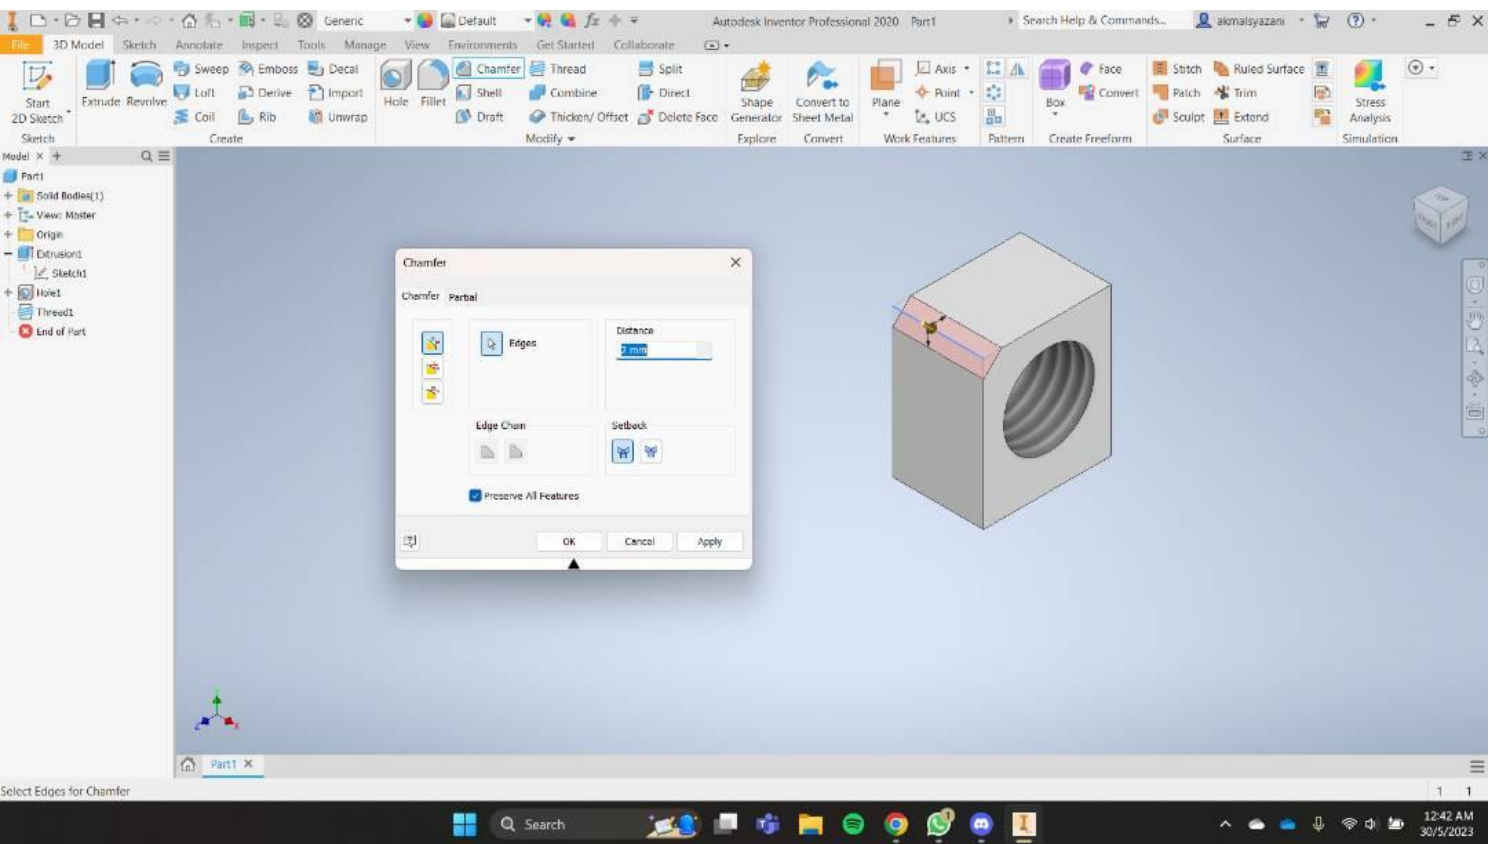 Generic
Default
Autodesk Inventor Professional 2020 Part1
Search Help & Commands...
akmalsyazani
File 3D Model Sketch Annotate Inspect Tools Manage View Environments Get Started Collaborate
Start
2D Sketch
Extrude Revolve
Sweep Emboss Decal
Loft Derive Import
Coil Rib Unwrap
Hole Fillet
Chamfer Thread Split
Shell Combine Direct
Draft Thicken/ Offset Delete Face
Shape
Generator
Convert to
Sheet Metal
Plane
Axis
Point
UCS
Box
Face
Convert
Stitch Ruled Surface
Patch Trim
Sculpt Extend
Stress
Analysis
Sketch Create Modify Explore Convert Work Features Pattern Create Freeform Surface Simulation
Model
Part1
Solid Bodies(1)
View: Master
Origin
Extrusion1
Sketch1
Hole1
Thread1
End of Part
Chamfer
Chamfer Partial
Edges
Distance
2 mm
Edge Chain
Setback
Preserve All Features
OK Cancel Apply
Part1
Select Edges for Chamfer
1 1
Search
12:42 AM
30/5/2023